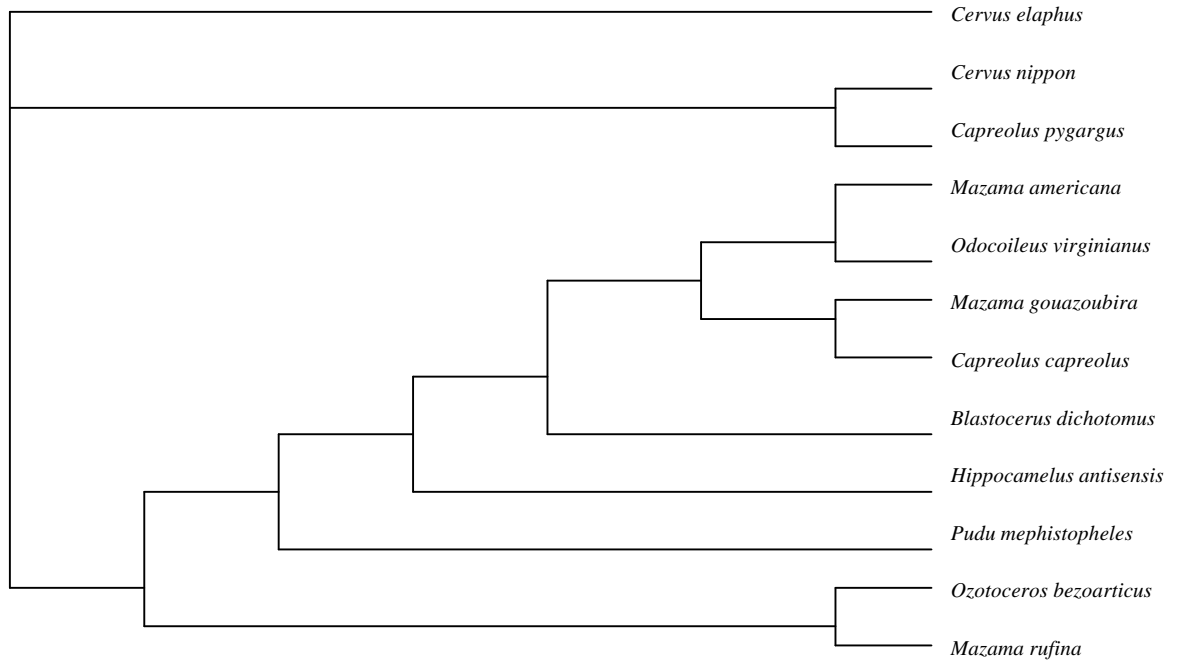 Cervus elaphus
Cervus nippon
Capreolus pygargus
Mazama americana
Odocoileus virginianus
Mazama gouazoubira
Capreolus capreolus
Blastocerus dichotomus
Hippocamelus antisensis
Pudu mephistopheles
Ozotoceros bezoarticus
Mazama rufina